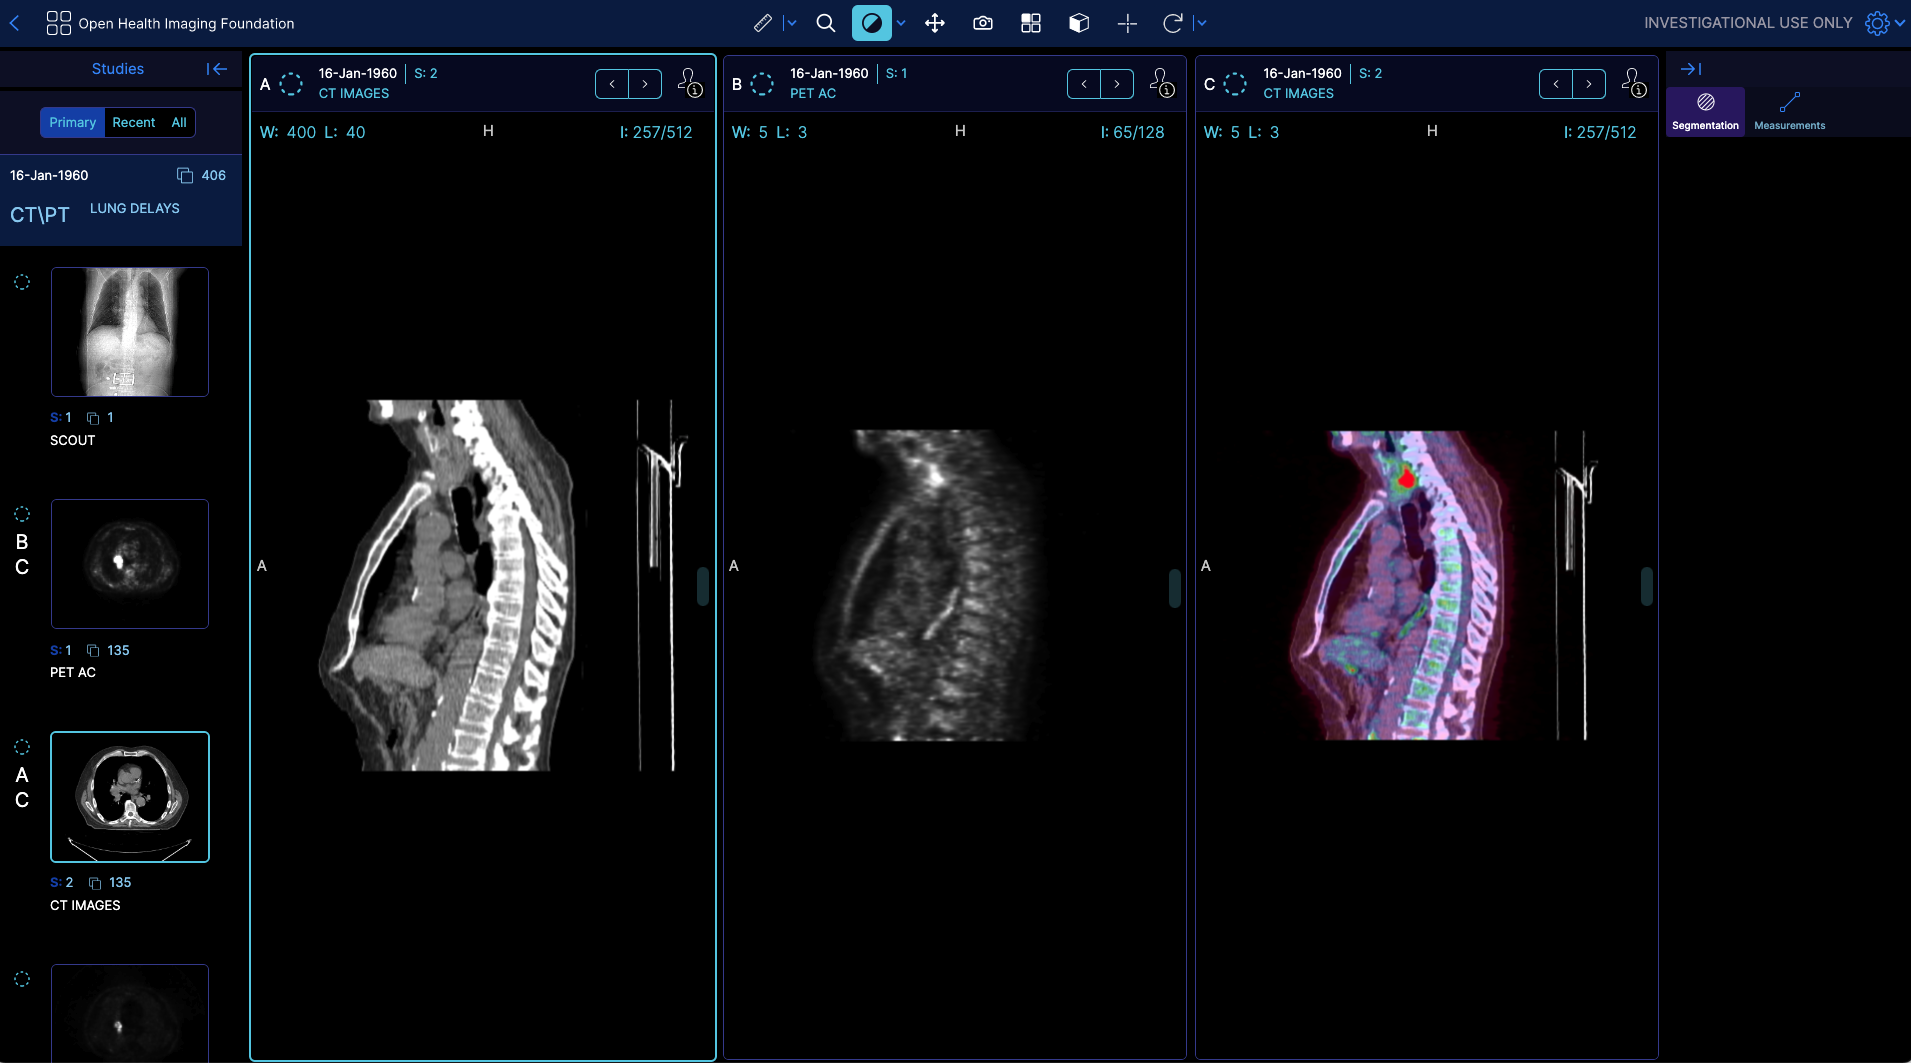 Open Health Imaging Foundation
INVESTIGATIONAL USE ONLY
Studies
Primary Recent All
16-Jan-1960 406
CT\PT LUNG DELAYS
S: 1 1
SCOUT
B
C
S: 1 135
PET AC
A
C
S: 2 135
CT IMAGES
A 16-Jan-1960 S: 2
CT IMAGES
W: 400 L: 40 H I: 257/512
A
B 16-Jan-1960 S: 1
PET AC
W: 5 L: 3 H I: 65/128
A
C 16-Jan-1960 S: 2
CT IMAGES
W: 5 L: 3 H I: 257/512
A
Segmentation Measurements